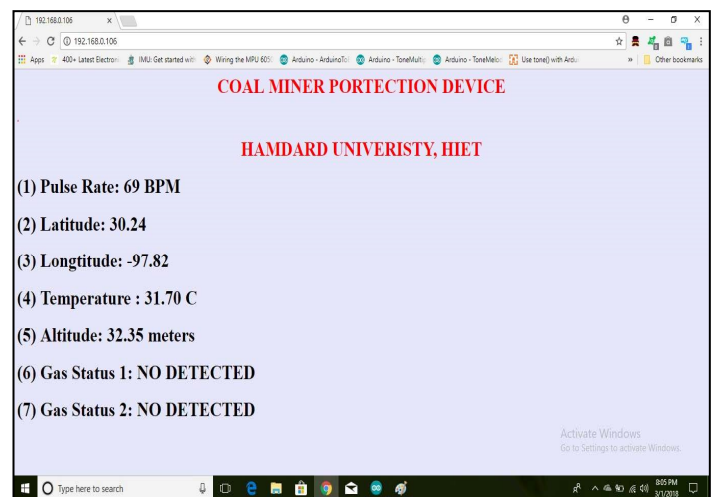 192.168.0.106
192.168.0.106
Apps 400+ Latest Electroni IMU: Get started with Wiring the MPU 605 Arduino - ArduinoTo Arduino - ToneMultip Arduino - ToneMelod Use tone() with Ardu » Other bookmarks
COAL MINER PORTECTION DEVICE
HAMDARD UNIVERISTY, HIET
(1) Pulse Rate: 69 BPM
(2) Latitude: 30.24
(3) Longtitude: -97.82
(4) Temperature : 31.70 C
(5) Altitude: 32.35 meters
(6) Gas Status 1: NO DETECTED
(7) Gas Status 2: NO DETECTED
Activate Windows
Go to Settings to activate Windows.
Type here to search
8:05 PM
3/1/2018